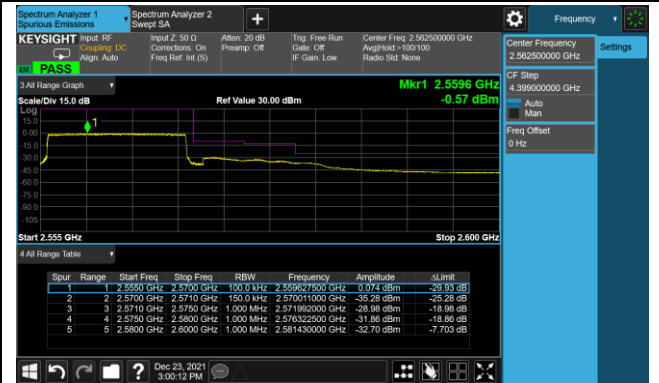 Spectrum Analyzer 1
Spurious Emissions
Spectrum Analyzer 2
Swept SA
Frequency
KEYSIGHT
Input: RF
Coupling: DC
Align: Auto
Input Z: 50 Ω
Corrections: On
Freq Ref: Int (S)
Atten: 20 dB
Preamp: Off
Trig: Free Run
Gate: Off
IF Gain: Low
Center Freq: 2.562500000 GHz
Avg|Hold:>100/100
Radio Std: None
PASS
Center Frequency
2.562500000 GHz
Settings
CF Step
4.399000000 GHz
Auto
Man
Freq Offset
0 Hz
3 All Range Graph
Mkr1 2.5596 GHz
Scale/Div 15.0 dB
Ref Value 30.00 dBm
-0.57 dBm
Log
15.0
0.00
-15.0
-30.0
-45.0
-60.0
-75.0
-90.0
-105
1
Start 2.555 GHz
Stop 2.600 GHz
4 All Range Table
Spur Range Start Freq Stop Freq RBW Frequency Amplitude ΔLimit
1 1 2.5550 GHz 2.5700 GHz 100.0 kHz 2.559627500 GHz 0.074 dBm -29.93 dB
2 2 2.5700 GHz 2.5710 GHz 150.0 kHz 2.570011000 GHz -35.28 dBm -25.28 dB
3 3 2.5710 GHz 2.5750 GHz 1.000 MHz 2.571992000 GHz -28.98 dBm -18.98 dB
4 4 2.5750 GHz 2.5800 GHz 1.000 MHz 2.576322500 GHz -31.86 dBm -18.86 dB
5 5 2.5800 GHz 2.6000 GHz 1.000 MHz 2.581430000 GHz -32.70 dBm -7.703 dB
Dec 23, 2021
3:00:12 PM